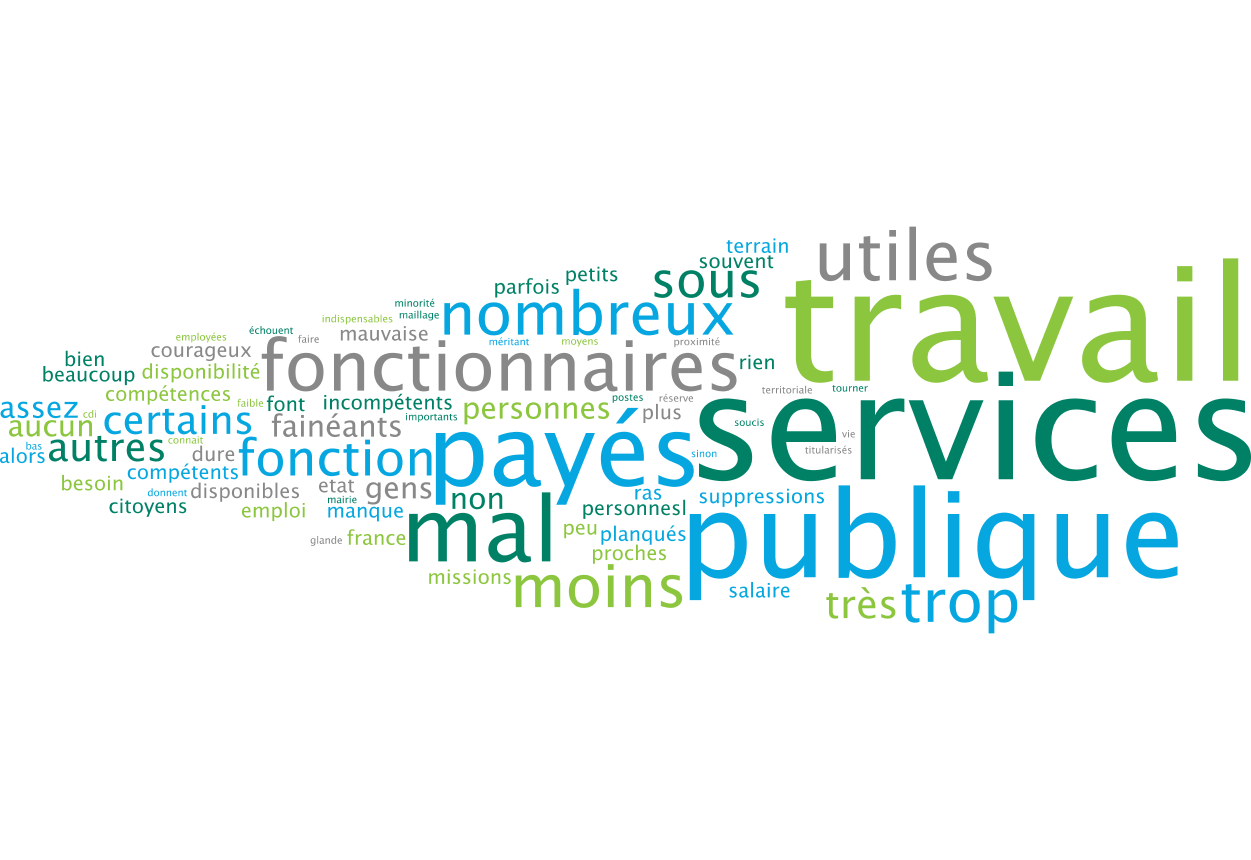 terrain
utiles
souvent
sous
travail
petits
parfois
minorité
maillage
nombreux
indispensables
échouent
employées
faire
mauvaise
méritant
moyens
proximité
bien
courageux
fonctionnaires
rien
beaucoup
disponibilité
compétences
territoriale
tourner
services
assez
cdi
certains
faible
font
incompétents
importants
personnes
postes
réserve
plus
soucis
aucun
fainéants
payés
vie
bas
autres
connait
titularisés
alors
dure
fonction
sinon
compétents
besoin
donnent
disponibles
etat
gens
non
ras
suppressions
mairie
citoyens
emploi
manque
mal
personnesl
publique
peu
planqués
glande
france
proches
missions
moins
salaire
très
trop